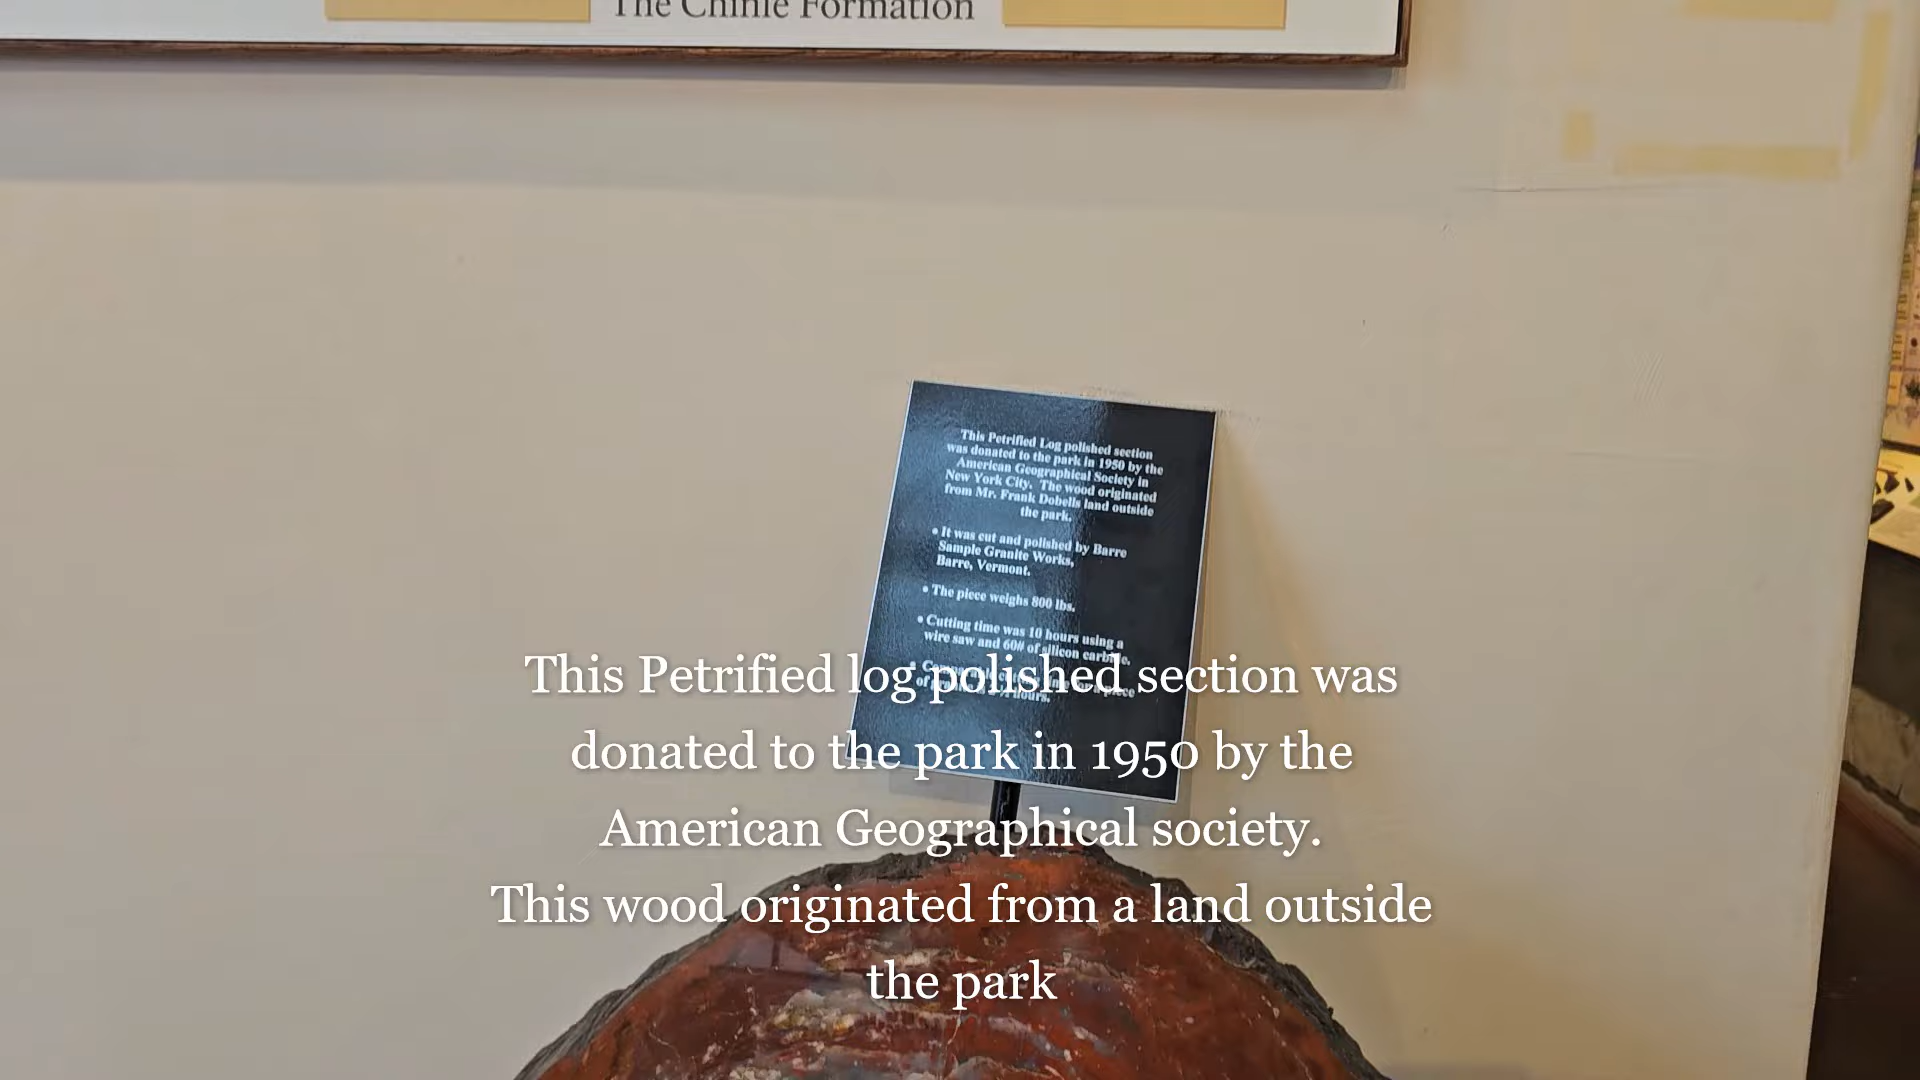 The Chinle Formation
This Petrified Log polished section
was donated to the park in 1950 by the
American Geographical Society in
New York City. The wood originated
from Mr. Frank Dobells land outside
the park.
• It was cut and polished by Barre
Sample Granite Works,
Barre, Vermont.
• The piece weighs 800 lbs.
• Cutting time was 10 hours using a
wire saw and 60# of silicon carbide.
for a piece
hours.
This Petrified log polished section was
donated to the park in 1950 by the
American Geographical society.
This wood originated from a land outside
the park